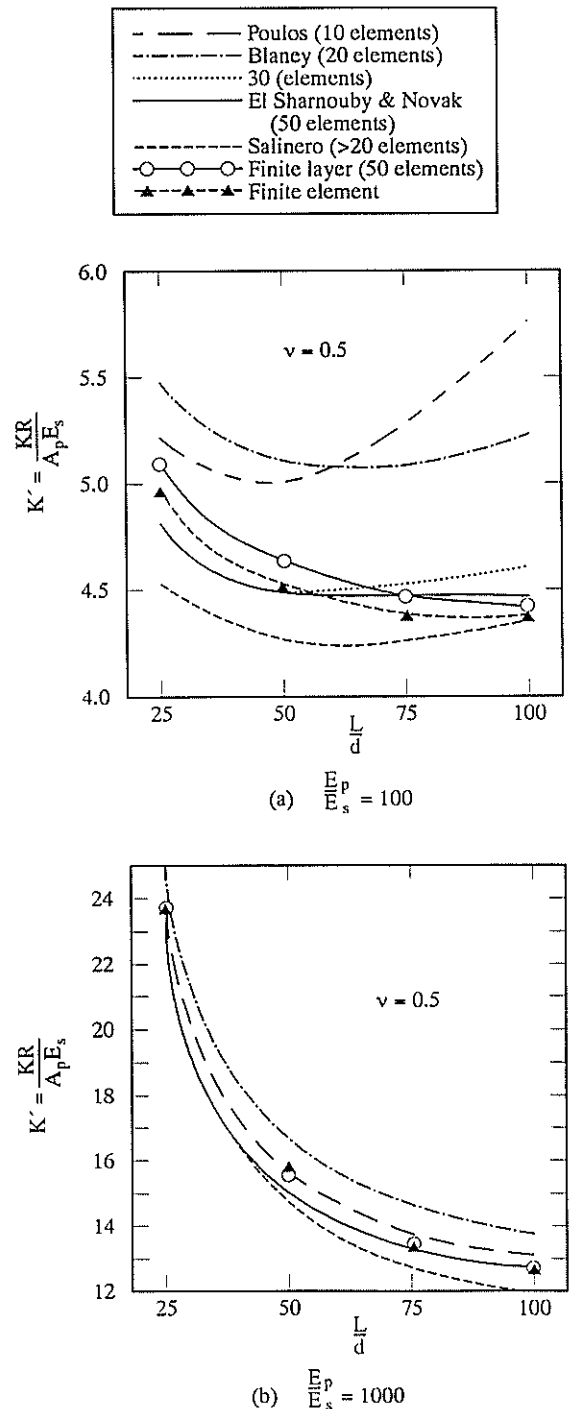 Poulos (10 elements)
Blaney (20 elements)
30 (elements)
El Sharnouby & Novak
(50 elements)
Salinero (>20 elements)
Finite layer (50 elements)
Finite element
6.0
5.5
5.0
4.5
4.0
K´ = KR / A_pE_s
ν = 0.5
25 50 75 100
L/d
(a) E_p/E_s = 100
24
22
20
18
16
14
12
K´ = KR / A_pE_s
ν = 0.5
25 50 75 100
L/d
(b) E_p/E_s = 1000